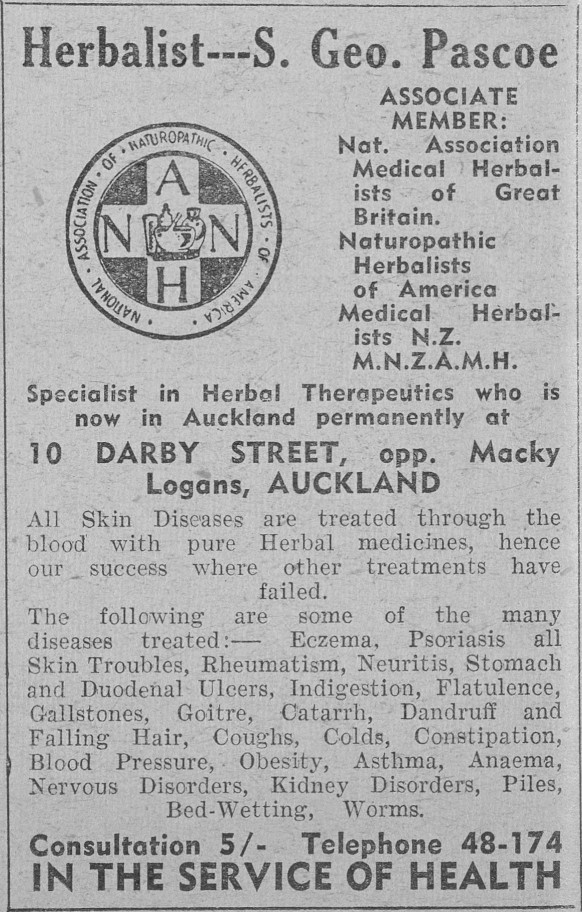 Herbalist---S. Geo. Pascoe
NATIONAL · ASSOCIATION · OF · NATUROPATHIC · HERBALISTS · OF · AMERICA ·
A
N N
H
ASSOCIATE
MEMBER:
Nat. Association
Medical Herbal-
ists of Great
Britain.
Naturopathic
Herbalists
of America
Medical Herbal-
ists N.Z.
M.N.Z.A.M.H.
Specialist in Herbal Therapeutics who is
now in Auckland permanently at
10 DARBY STREET, opp. Macky
Logans, AUCKLAND
All Skin Diseases are treated through the
blood with pure Herbal medicines, hence
our success where other treatments have
failed.
The following are some of the many
diseases treated:— Eczema, Psoriasis all
Skin Troubles, Rheumatism, Neuritis, Stomach
and Duodenal Ulcers, Indigestion, Flatulence,
Gallstones, Goitre, Catarrh, Dandruff and
Falling Hair, Coughs, Colds, Constipation,
Blood Pressure, Obesity, Asthma, Anaema,
Nervous Disorders, Kidney Disorders, Piles,
Bed-Wetting, Worms.
Consultation 5/- Telephone 48-174
IN THE SERVICE OF HEALTH